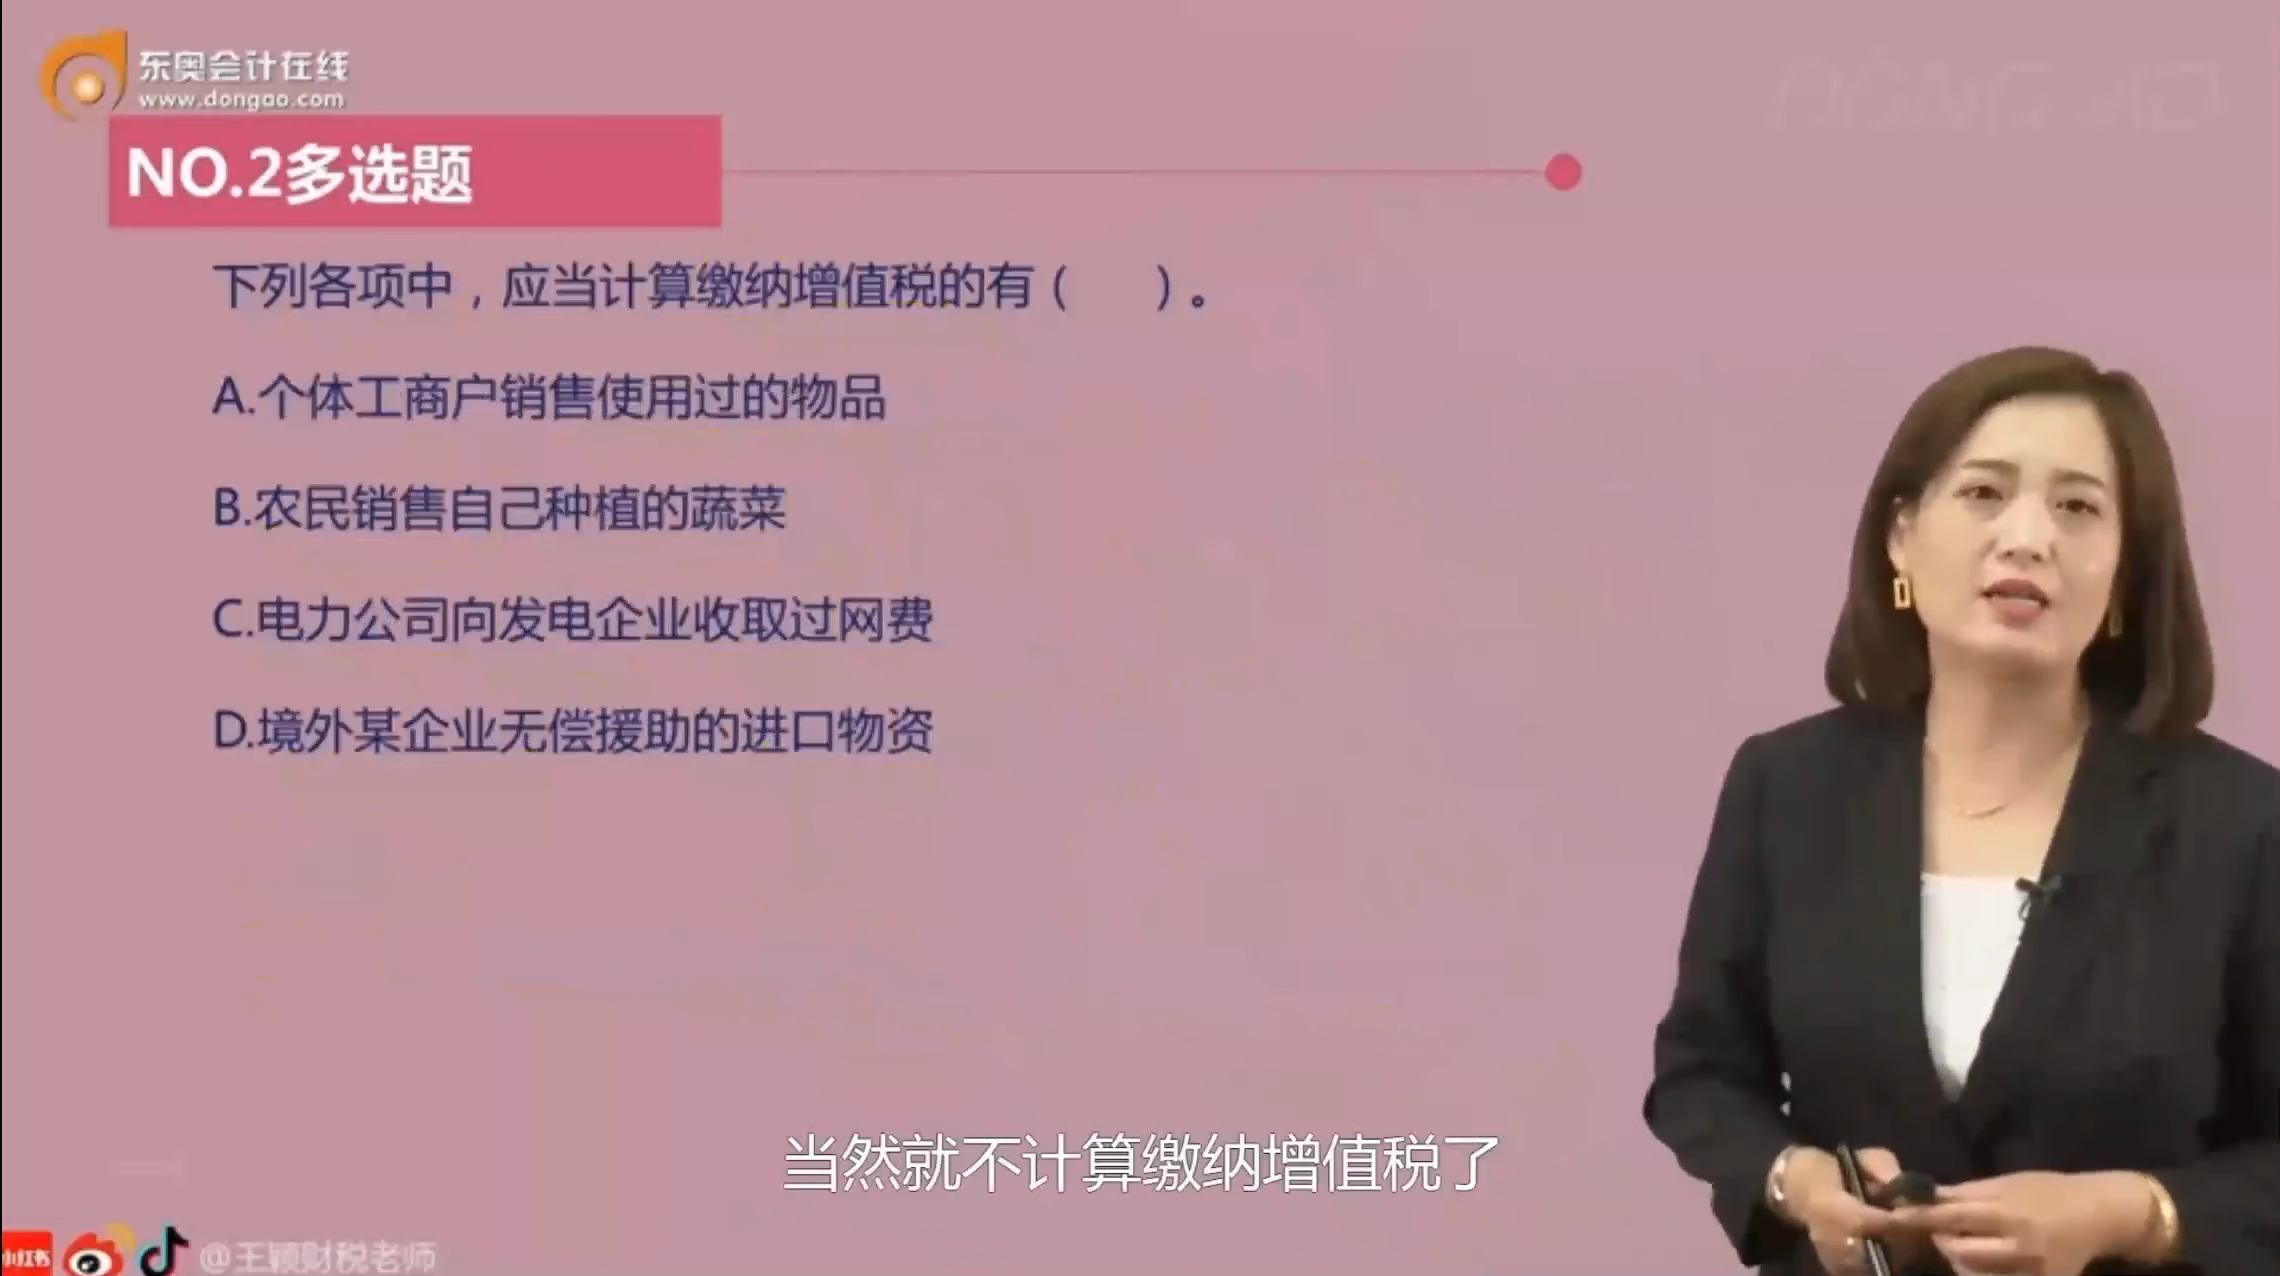 东奥会计在线
www.dongao.com
DONG AO
NO.2多选题
下列各项中，应当计算缴纳增值税的有（　　）。
A.个体工商户销售使用过的物品
B.农民销售自己种植的蔬菜
C.电力公司向发电企业收取过网费
D.境外某企业无偿援助的进口物资
当然就不计算缴纳增值税了
小红书
@王颖财税老师